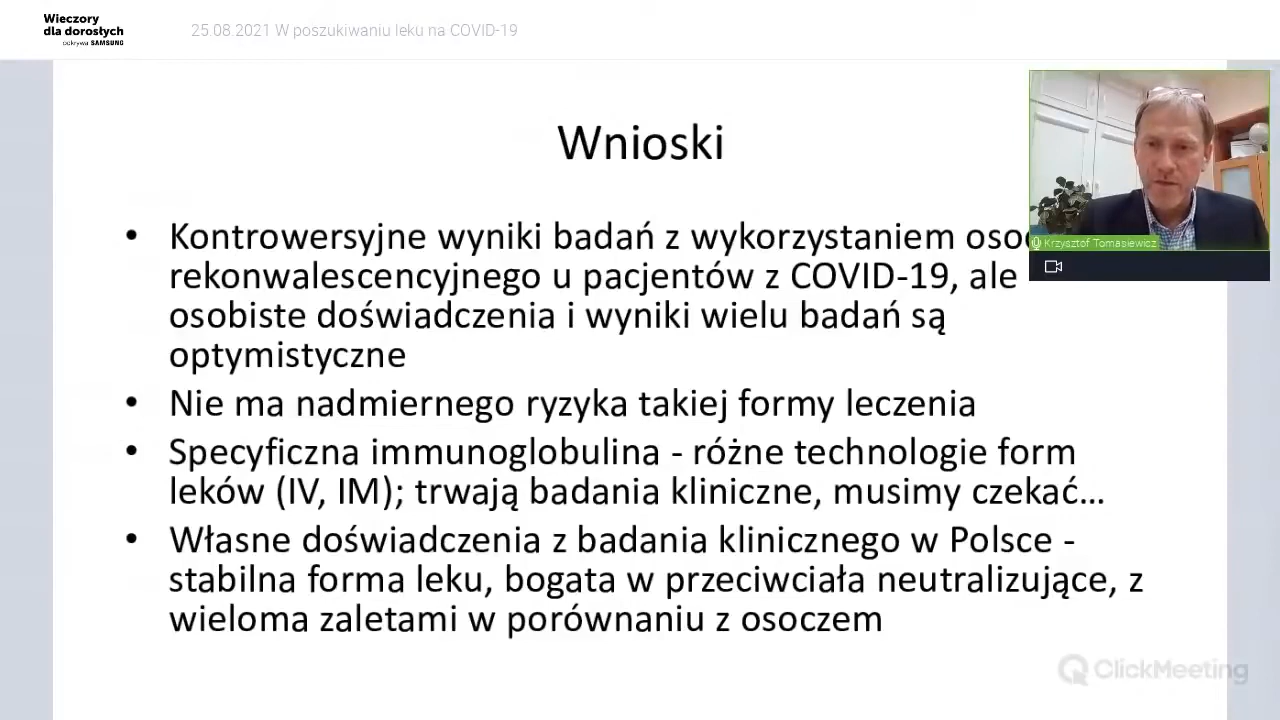 Wieczory
dla dorosłych
odkrywa SAMSUNG
25.08.2021 W poszukiwaniu leku na COVID-19
Wnioski
• Kontrowersyjne wyniki badań z wykorzystaniem
rekonwalescencyjnego u pacjentów z COVID-19, ale
osobiste doświadczenia i wyniki wielu badań są
optymistyczne
• Nie ma nadmiernego ryzyka takiej formy leczenia
• Specyficzna immunoglobulina - różne technologie form
leków (IV, IM); trwają badania kliniczne, musimy czekać...
• Własne doświadczenia z badania klinicznego w Polsce -
stabilna forma leku, bogata w przeciwciała neutralizujące, z
wieloma zaletami w porównaniu z osoczem
Krzysztof Tomasiewicz
ClickMeeting